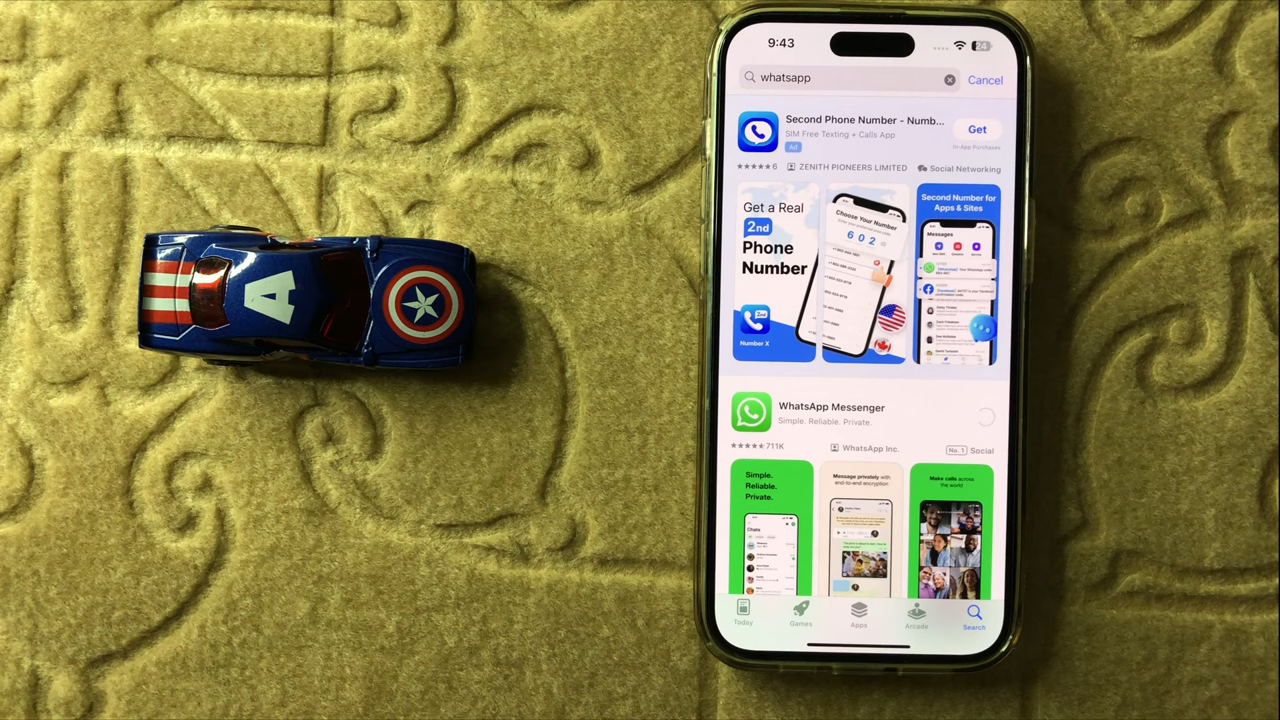 9:43
24
whatsapp
Cancel
Second Phone Number - Numb...
SIM Free Texting + Calls App
Ad
Get
In-App Purchases
6
ZENITH PIONEERS LIMITED
Social Networking
Get a Real
2nd
Phone
Number
2nd
Number X
Choose Your Number
602
Second Number for
Apps & Sites
Messages
A
WhatsApp Messenger
Simple. Reliable. Private.
711K
WhatsApp Inc.
No. 1
Social
Simple.
Reliable.
Private.
Chats
Message privately with
end-to-end encryption
Make calls across
the world
Today
Games
Apps
Arcade
Search